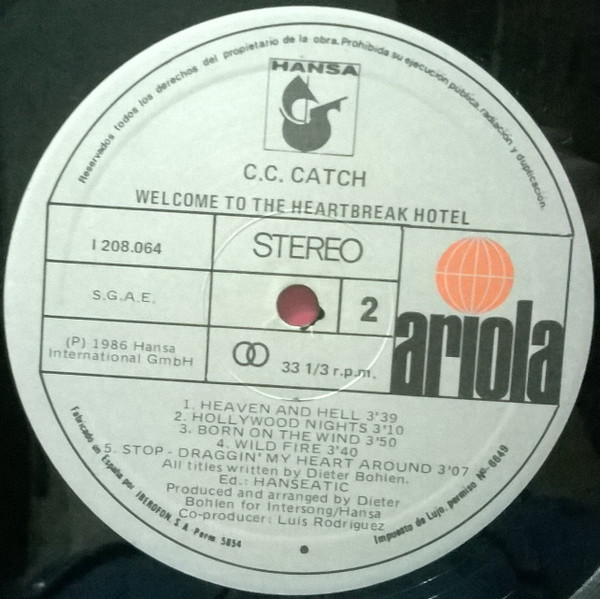 Reservados todos los derechos del propietario de la obra. Prohibida su ejecución publica, radiación y duplicación.
HANSA
C.C. CATCH
WELCOME TO THE HEARTBREAK HOTEL
I 208.064
STEREO
S.G.A.E.
2
ariola
(P) 1986 Hansa
International GmbH
33 1/3 r.p.m.
1. HEAVEN AND HELL 3'39
2. HOLLYWOOD NIGHTS 3'10
3. BORN ON THE WIND 3'50
4. WILD FIRE 3'40
5. STOP - DRAGGIN' MY HEART AROUND 3'07
All titles written by Dieter Bohlen.
Ed.: HANSEATIC
Produced and arranged by Dieter
Bohlen for Intersong/Hansa
Co-producer: Luis Rodriguez
Fabricado en España por IBEROFON, S.A. Perm. 5854
Impuesto de Lujo, permiso Nº 6649